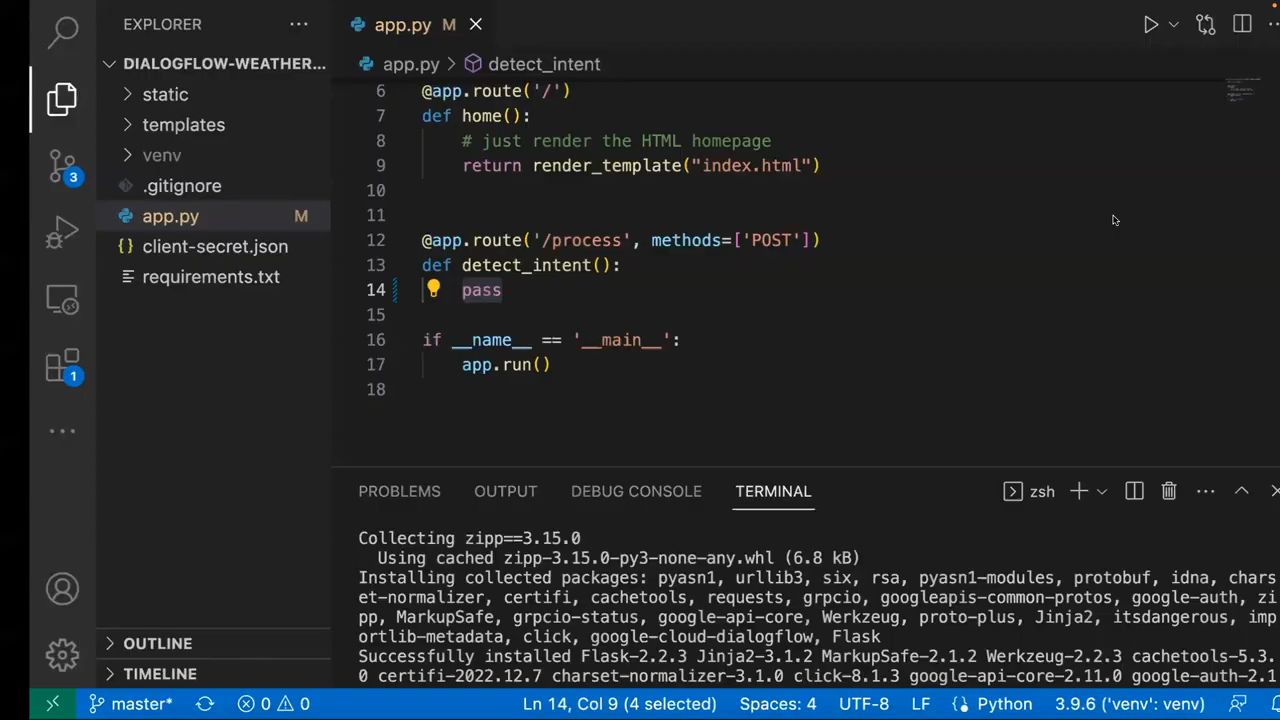 EXPLORER
DIALOGFLOW-WEATHER...
static
templates
venv
.gitignore
app.py M
client-secret.json
requirements.txt
OUTLINE
TIMELINE
3
1
app.py M
app.py > detect_intent
6 @app.route('/')
7 def home():
8 # just render the HTML homepage
9 return render_template("index.html")
10
11
12 @app.route('/process', methods=['POST'])
13 def detect_intent():
14 pass
15
16 if __name__ == '__main__':
17 app.run()
18
PROBLEMS OUTPUT DEBUG CONSOLE TERMINAL zsh
Collecting zipp==3.15.0
Using cached zipp-3.15.0-py3-none-any.whl (6.8 kB)
Installing collected packages: pyasn1, urllib3, six, rsa, pyasn1-modules, protobuf, idna, chars
et-normalizer, certifi, cachetools, requests, grpcio, googleapis-common-protos, google-auth, zi
pp, MarkupSafe, grpcio-status, google-api-core, Werkzeug, proto-plus, Jinja2, itsdangerous, imp
ortlib-metadata, click, google-cloud-dialogflow, Flask
Successfully installed Flask-2.2.3 Jinja2-3.1.2 MarkupSafe-2.1.2 Werkzeug-2.2.3 cachetools-5.3.
0 certifi-2022.12.7 charset-normalizer-3.1.0 click-8.1.3 google-api-core-2.11.0 google-auth-2.1
master* 0 0 Ln 14, Col 9 (4 selected) Spaces: 4 UTF-8 LF Python 3.9.6 ('venv': venv)